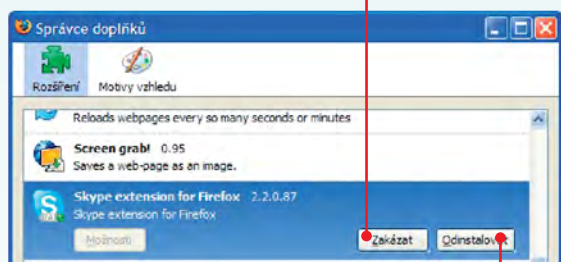 Správce doplňků
Rozšíření Motivy vzhledu
Reloads webpages every so many seconds or minutes
Screen grab! 0.95
Saves a web-page as an image.
Skype extension for Firefox 2.2.0.87
Skype extension for Firefox
Možnosti Zakázat Odinstalovat